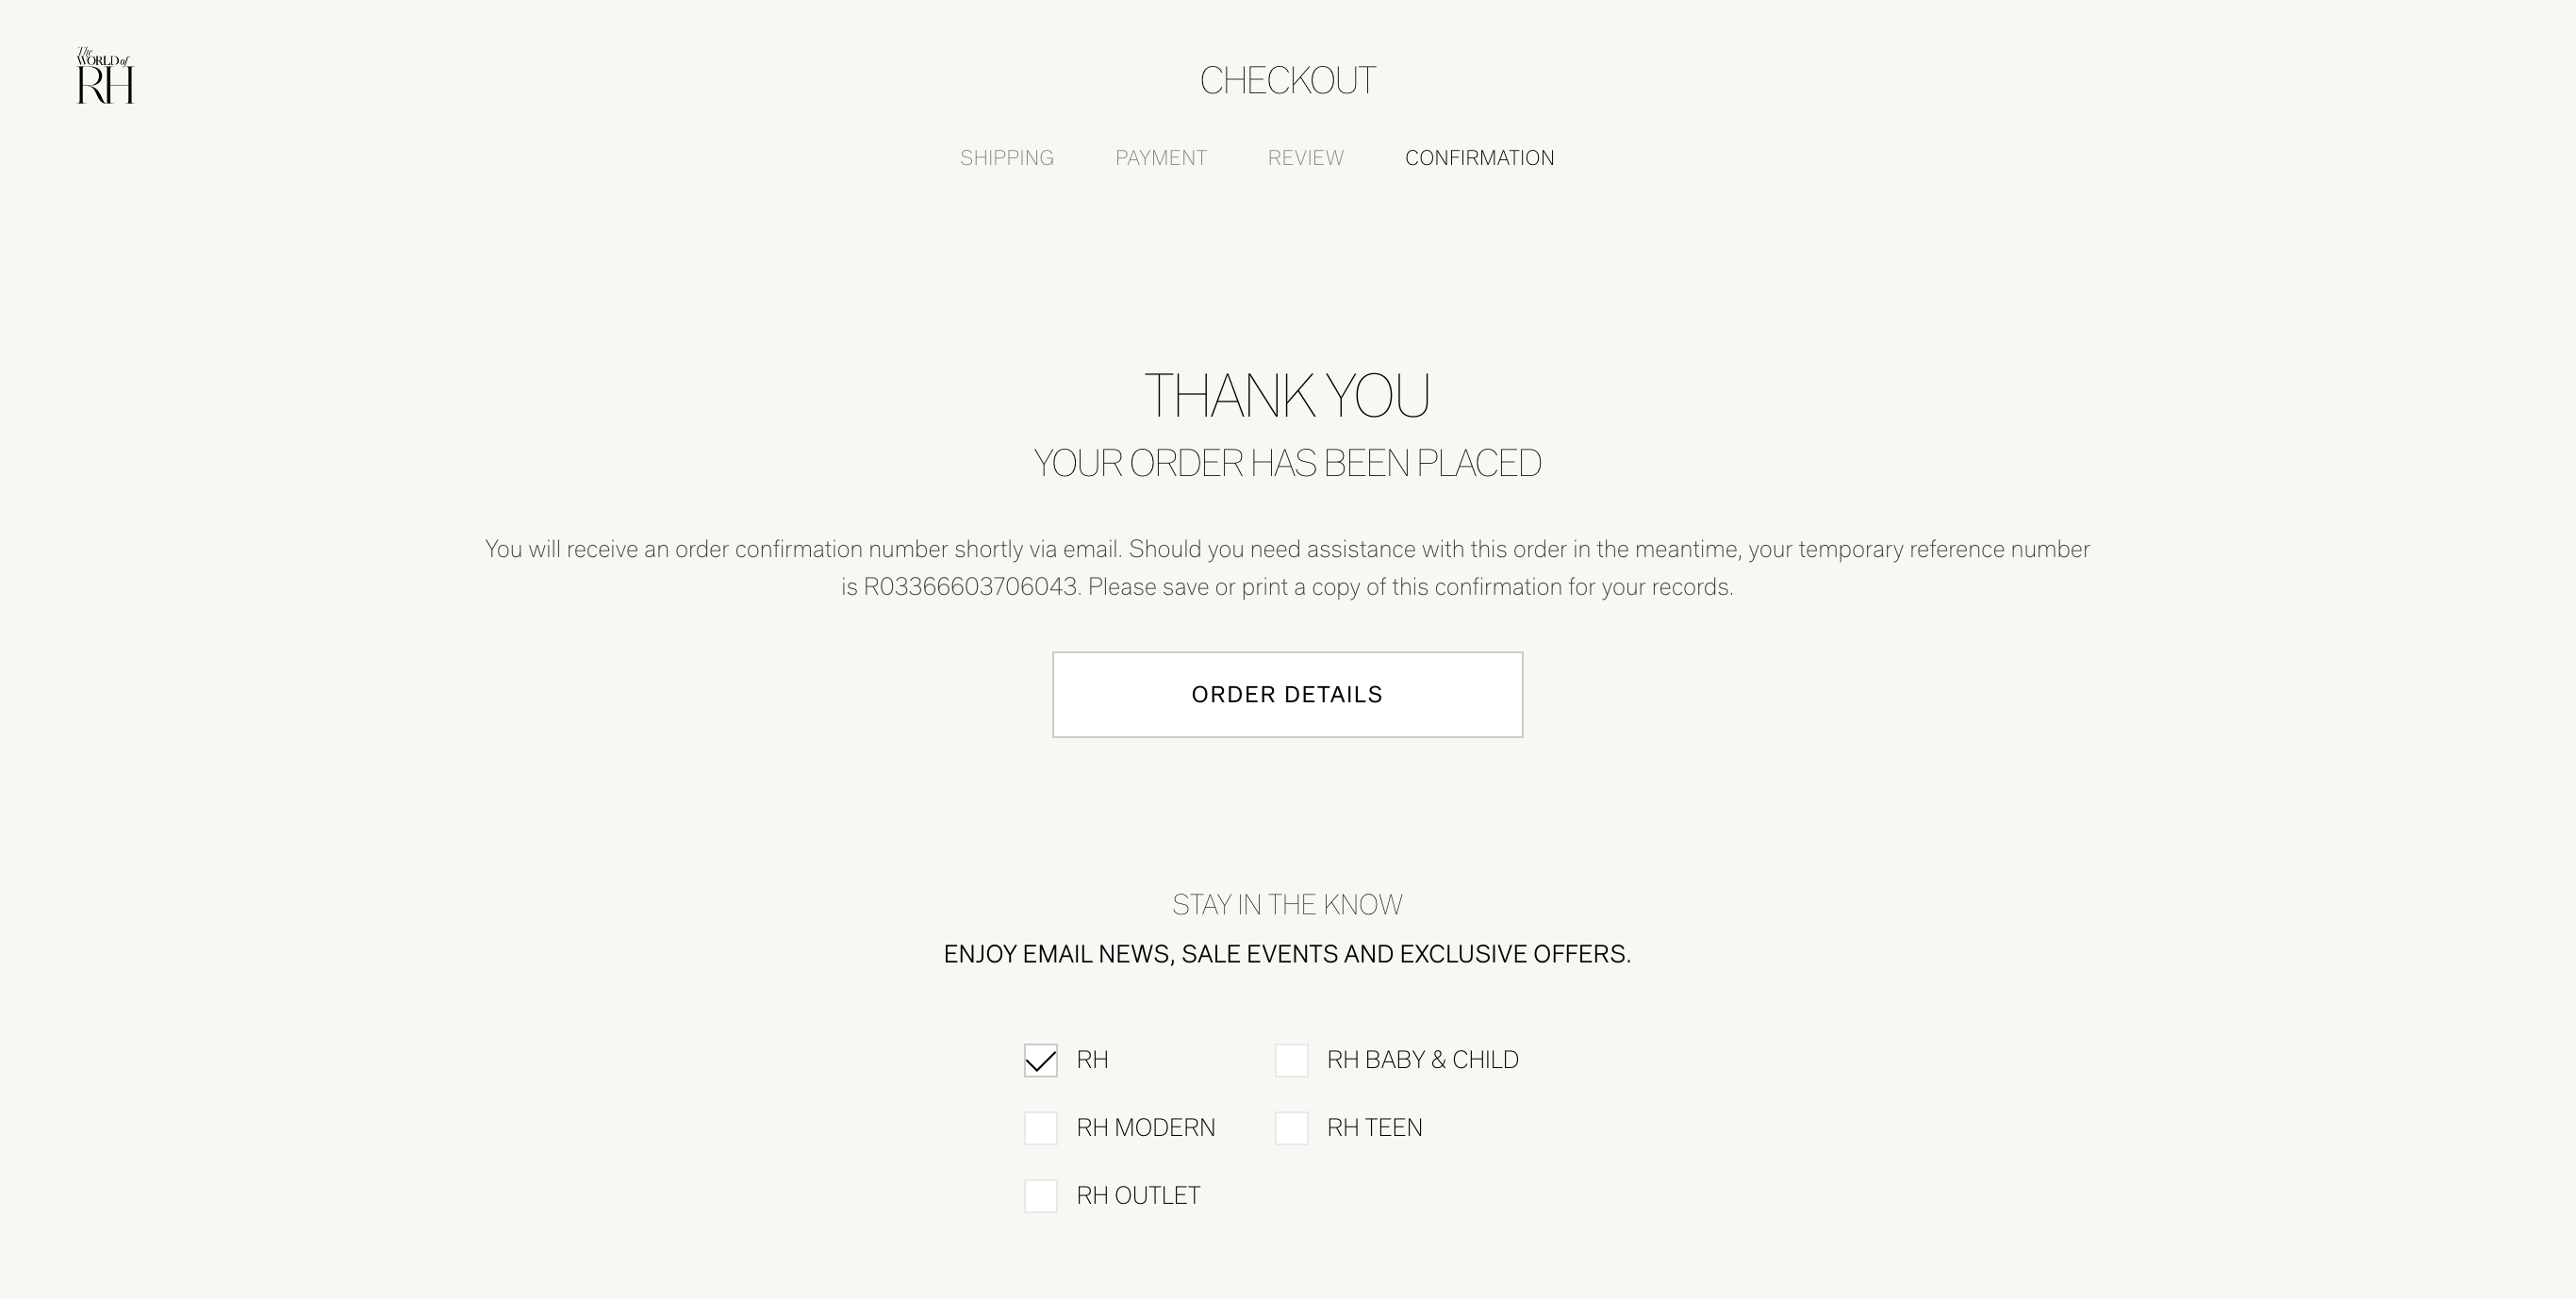 The
WORLD of
RH
CHECKOUT
SHIPPING PAYMENT REVIEW CONFIRMATION
THANK YOU
YOUR ORDER HAS BEEN PLACED
You will receive an order confirmation number shortly via email. Should you need assistance with this order in the meantime, your temporary reference number
is R03366603706043. Please save or print a copy of this confirmation for your records.
ORDER DETAILS
STAY IN THE KNOW
ENJOY EMAIL NEWS, SALE EVENTS AND EXCLUSIVE OFFERS.
RH RH BABY & CHILD
RH MODERN RH TEEN
RH OUTLET